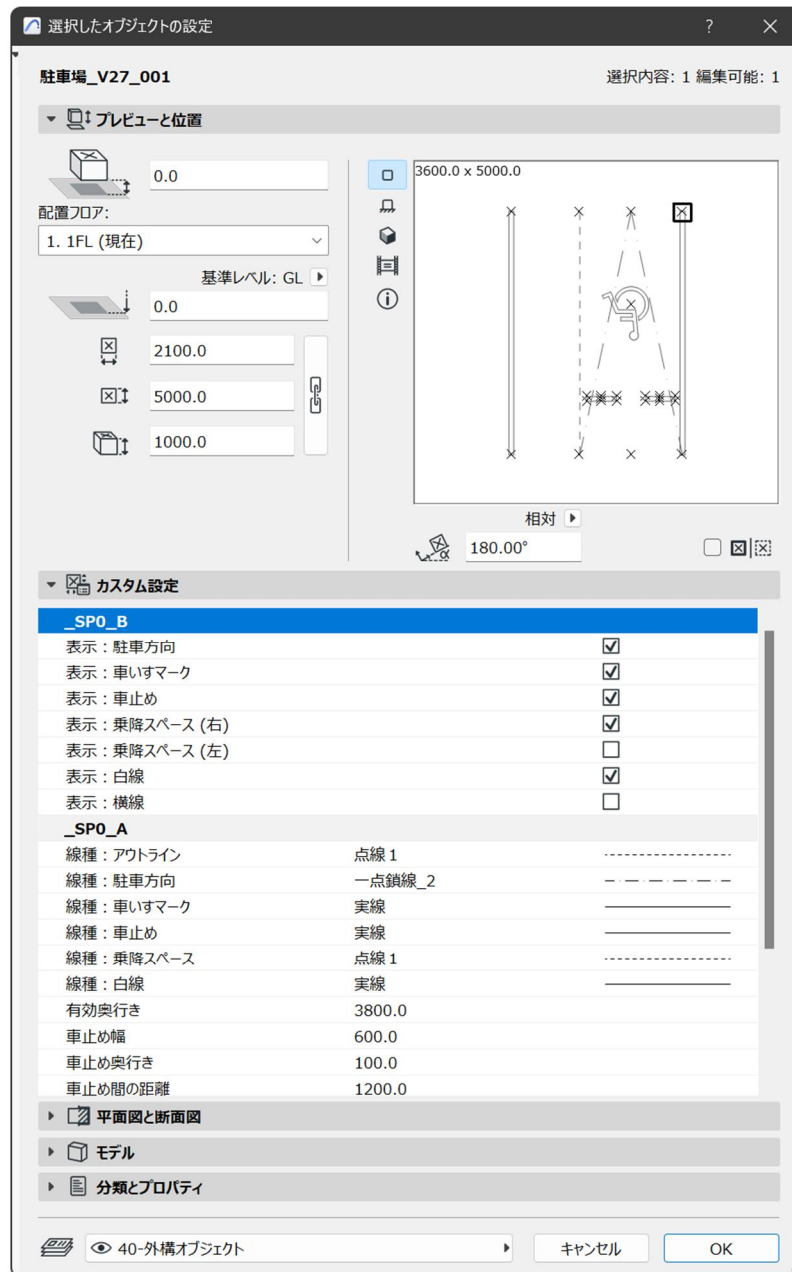 選択したオブジェクトの設定 ?
駐車場_V27_001 選択内容: 1 編集可能: 1
プレビューと位置
0.0
配置フロア:
1. 1FL (現在)
基準レベル: GL
0.0
2100.0
5000.0
1000.0
3600.0 x 5000.0
相対
α 180.00°
カスタム設定
_SP0_B
表示：駐車方向
表示：車いすマーク
表示：車止め
表示：乗降スペース (右)
表示：乗降スペース (左)
表示：白線
表示：横線
_SP0_A
線種：アウトライン 点線 1
線種：駐車方向 一点鎖線_2
線種：車いすマーク 実線
線種：車止め 実線
線種：乗降スペース 点線 1
線種：白線 実線
有効奥行き 3800.0
車止め幅 600.0
車止め奥行き 100.0
車止め間の距離 1200.0
平面図と断面図
モデル
分類とプロパティ
40-外構オブジェクト キャンセル OK